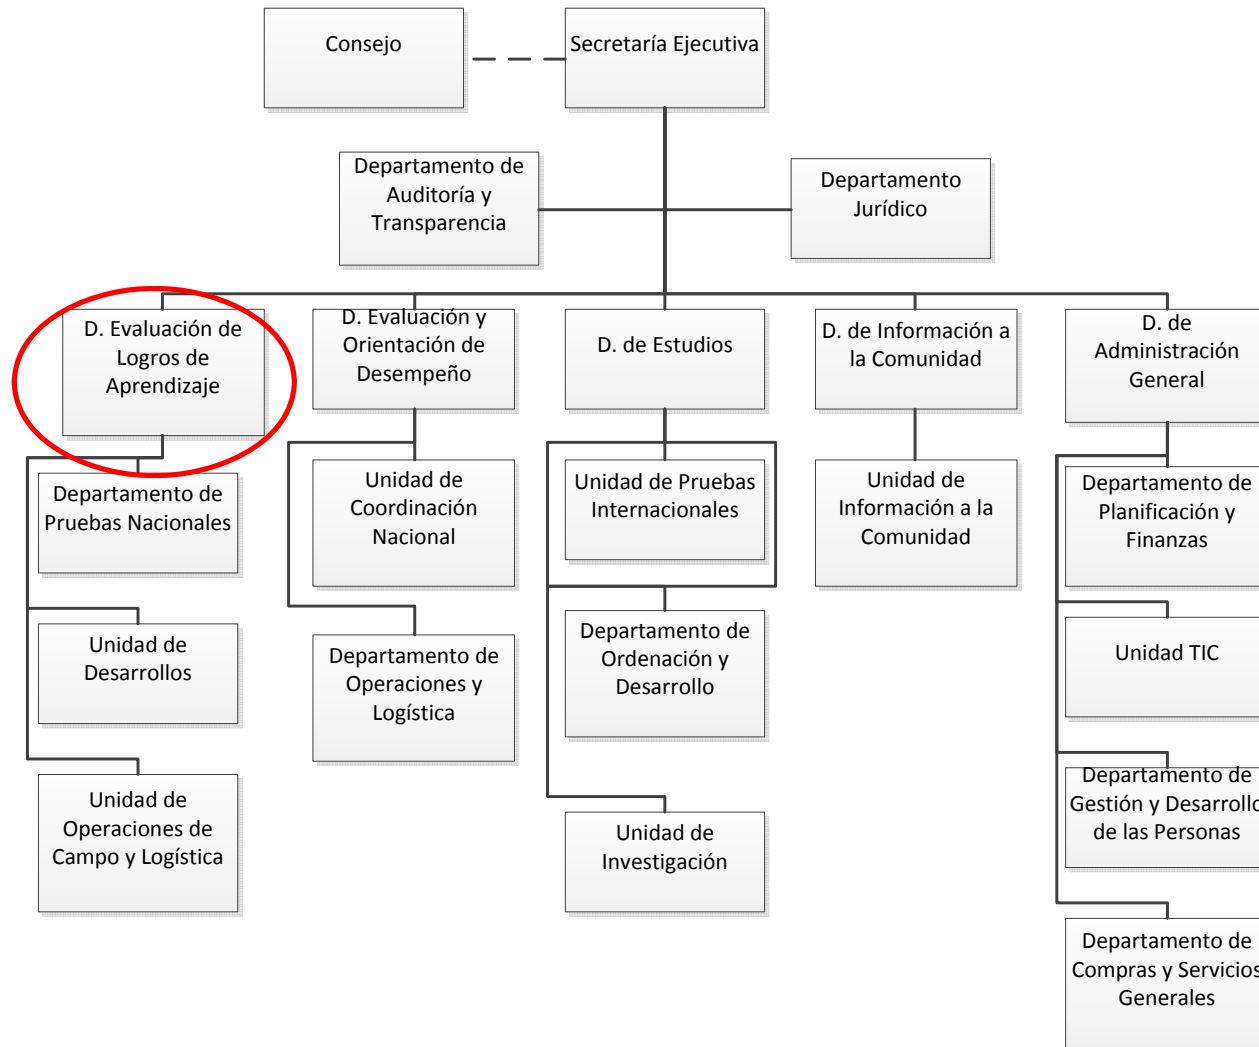 Consejo
Secretaría Ejecutiva
Departamento de
Auditoría y
Transparencia
Departamento
Jurídico
D. Evaluación de
Logros de
Aprendizaje
D. Evaluación y
Orientación de
Desempeño
D. de Estudios
D. de Información a
la Comunidad
D. de
Administración
General
Departamento de
Pruebas Nacionales
Unidad de
Coordinación
Nacional
Unidad de Pruebas
Internacionales
Unidad de
Información a la
Comunidad
Departamento de
Planificación y
Finanzas
Unidad de
Desarrollos
Departamento de
Operaciones y
Logística
Departamento de
Ordenación y
Desarrollo
Unidad TIC
Unidad de
Operaciones de
Campo y Logística
Unidad de
Investigación
Departamento de
Gestión y Desarrollo
de las Personas
Departamento de
Compras y Servicios
Generales